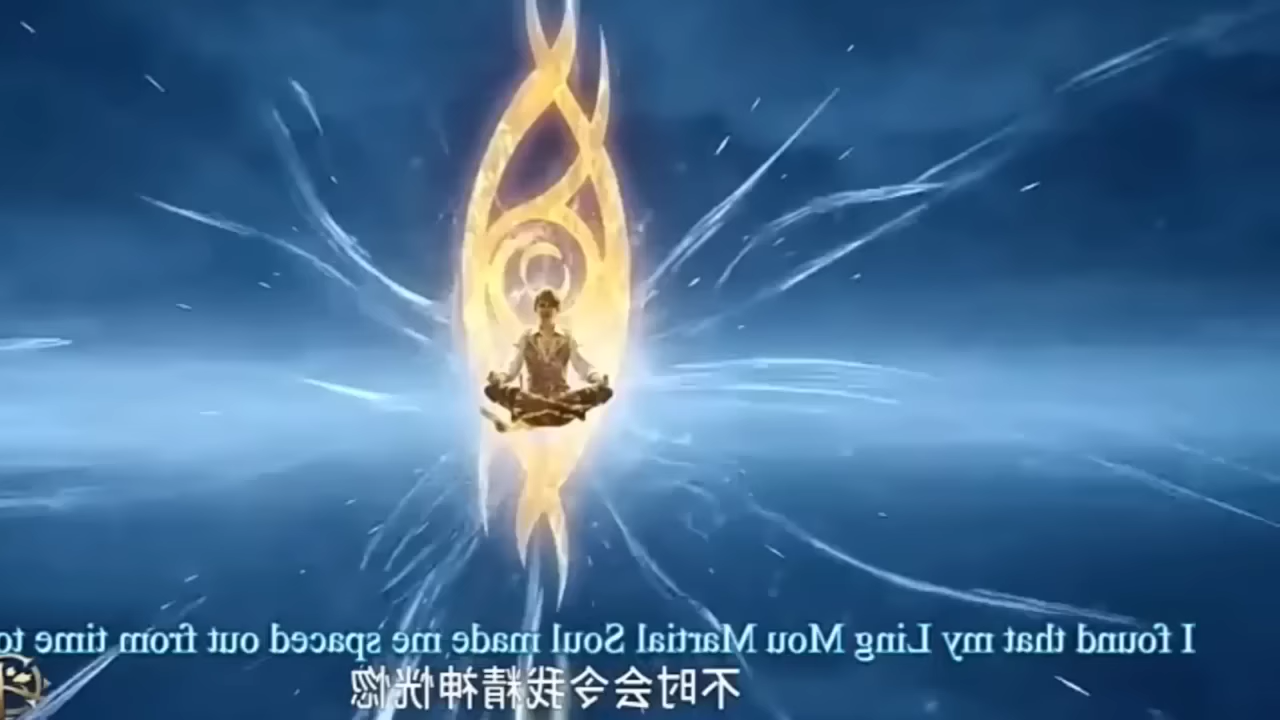 I found that my Ling Mou Martial Soul made me spaced out from time to
不时会令我精神恍惚